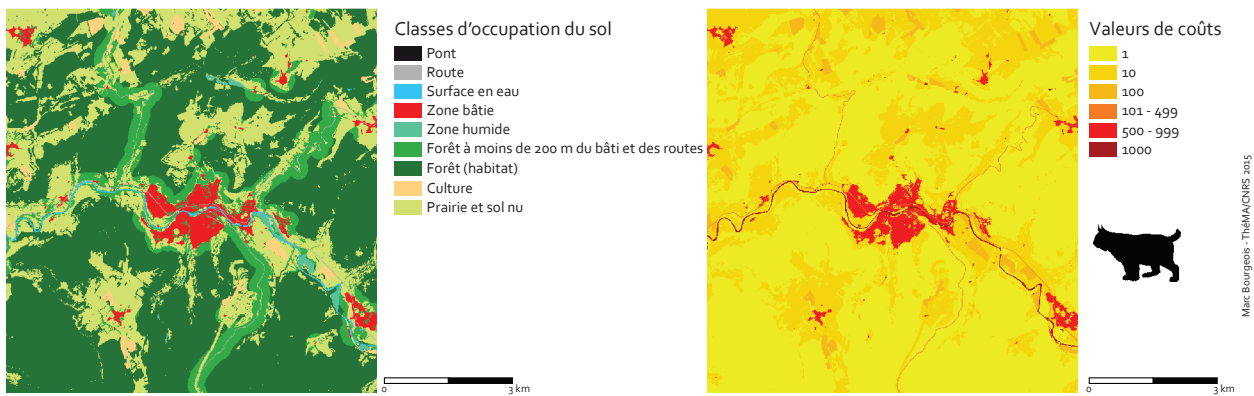 Classes d'occupation du sol
Pont
Route
Surface en eau
Zone bâtie
Zone humide
Forêt à moins de 200 m du bâti et des routes
Forêt (habitat)
Culture
Prairie et sol nu
0 3 km
Valeurs de coûts
1
10
100
101 - 499
500 - 999
1000
Marc Bourgeois - ThéMA/CNRS 2015
0 3 km